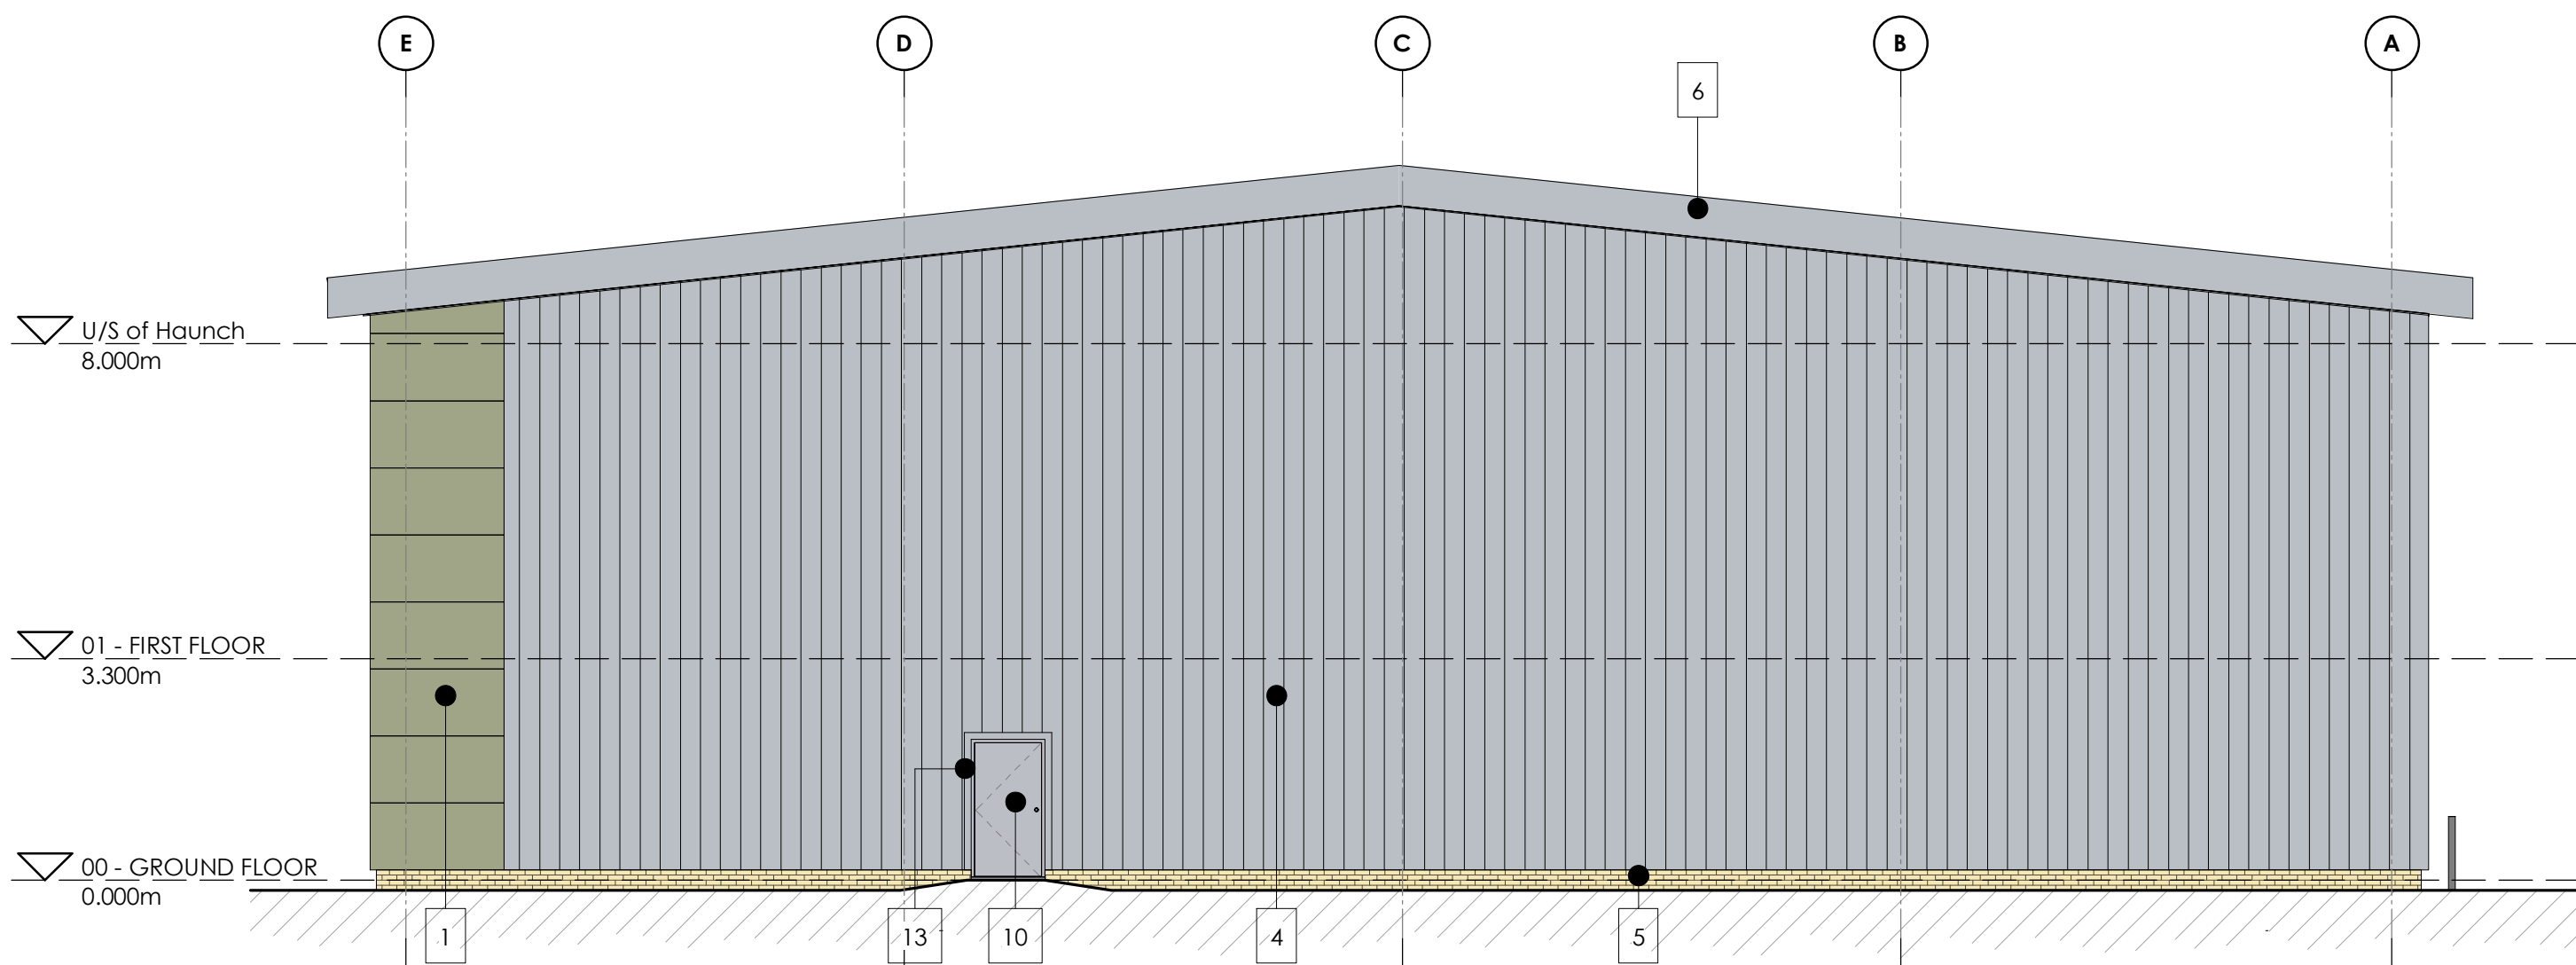 E
D
C
B
A
6
U/S of Haunch
8.000m
01 - FIRST FLOOR
3.300m
00 - GROUND FLOOR
0.000m
1
13
10
4
5